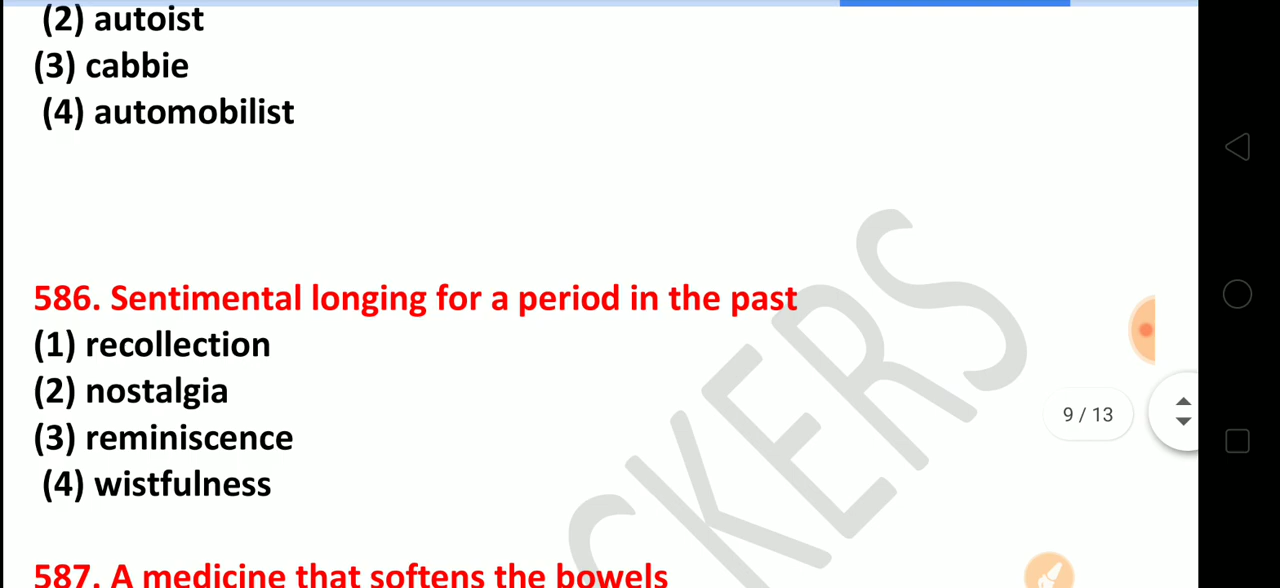 (2) autoist
(3) cabbie
(4) automobilist
586. Sentimental longing for a period in the past
(1) recollection
(2) nostalgia
(3) reminiscence
(4) wistfulness
9 / 13
587. A medicine that softens the bowels
CKERS